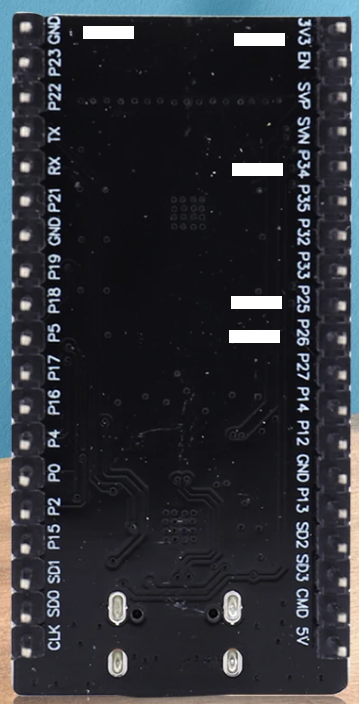 GND
P23
P22
TX
RX
P21
GND
P19
P18
P5
P17
P16
P4
P0
P2
P15
SD1
SD0
CLK
3V3
EN
SVP
SVN
P34
P35
P32
P33
P25
P26
P27
P14
P12
GND
P13
SD2
SD3
CMD
5V